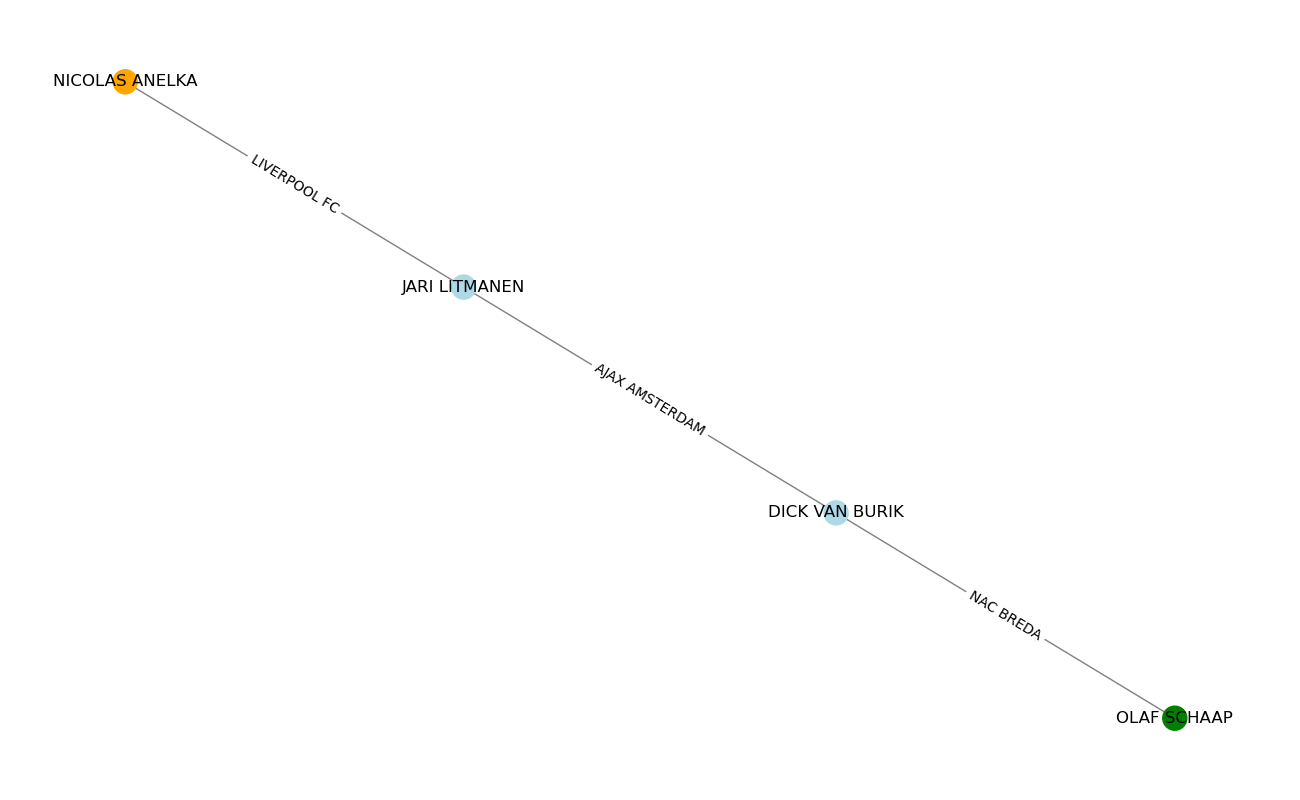 NICOLAS ANELKA
LIVERPOOL FC
JARI LITMANEN
AJAX AMSTERDAM
DICK VAN BURIK
NAC BREDA
OLAF SCHAAP